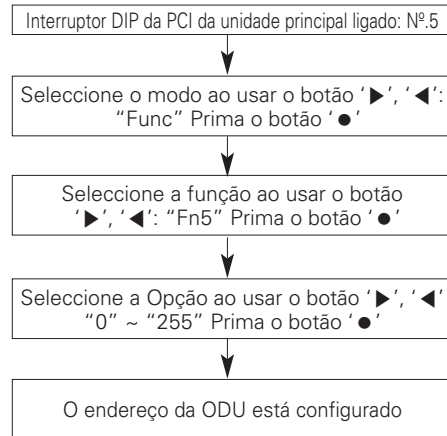 Interruptor DIP da PCI da unidade principal ligado: Nº.5
Seleccione o modo ao usar o botão ‘▶’, ‘◀’:
“Func” Prima o botão ‘●’
Seleccione a função ao usar o botão
‘▶’, ‘◀’: “Fn5” Prima o botão ‘●’
Seleccione a Opção ao usar o botão ‘▶’, ‘◀’
“0” ~ “255” Prima o botão ‘●’
O endereço da ODU está configurado